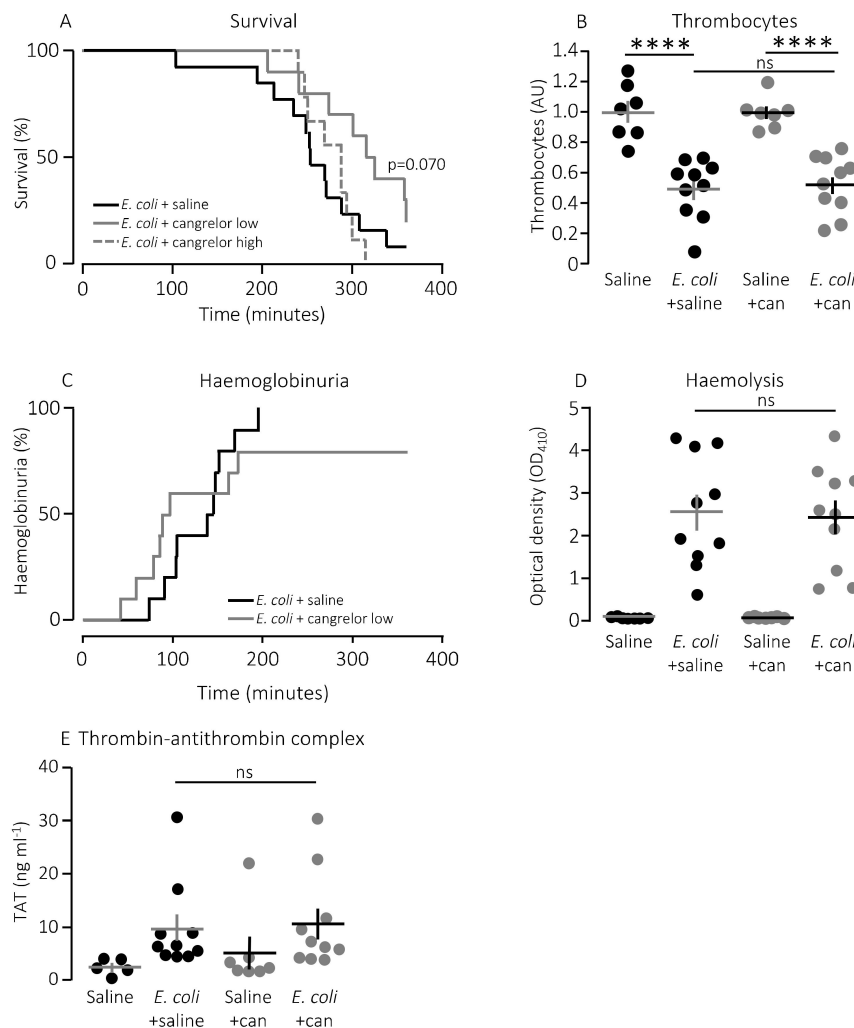 A
Survival
100
50
0
Survival (%)
p=0.070
E. coli + saline
E. coli + cangrelor low
E. coli + cangrelor high
0 100 200 300 400
Time (minutes)
B
Thrombocytes
**** ****
ns
1.4
1.2
1.0
0.8
0.6
0.4
0.2
0
Thrombocytes (AU)
Saline E. coli Saline E. coli
+saline +can +can
C
Haemoglobinuria
100
50
0
Haemoglobinuria (%)
E. coli + saline
E. coli + cangrelor low
0 100 200 300 400
Time (minutes)
D
Haemolysis
ns
5
4
3
2
1
0
Optical density (OD410)
Saline E. coli Saline E. coli
+saline +can +can
E Thrombin-antithrombin complex
ns
40
30
20
10
0
TAT (ng ml-1)
Saline E. coli Saline E. coli
+saline +can +can